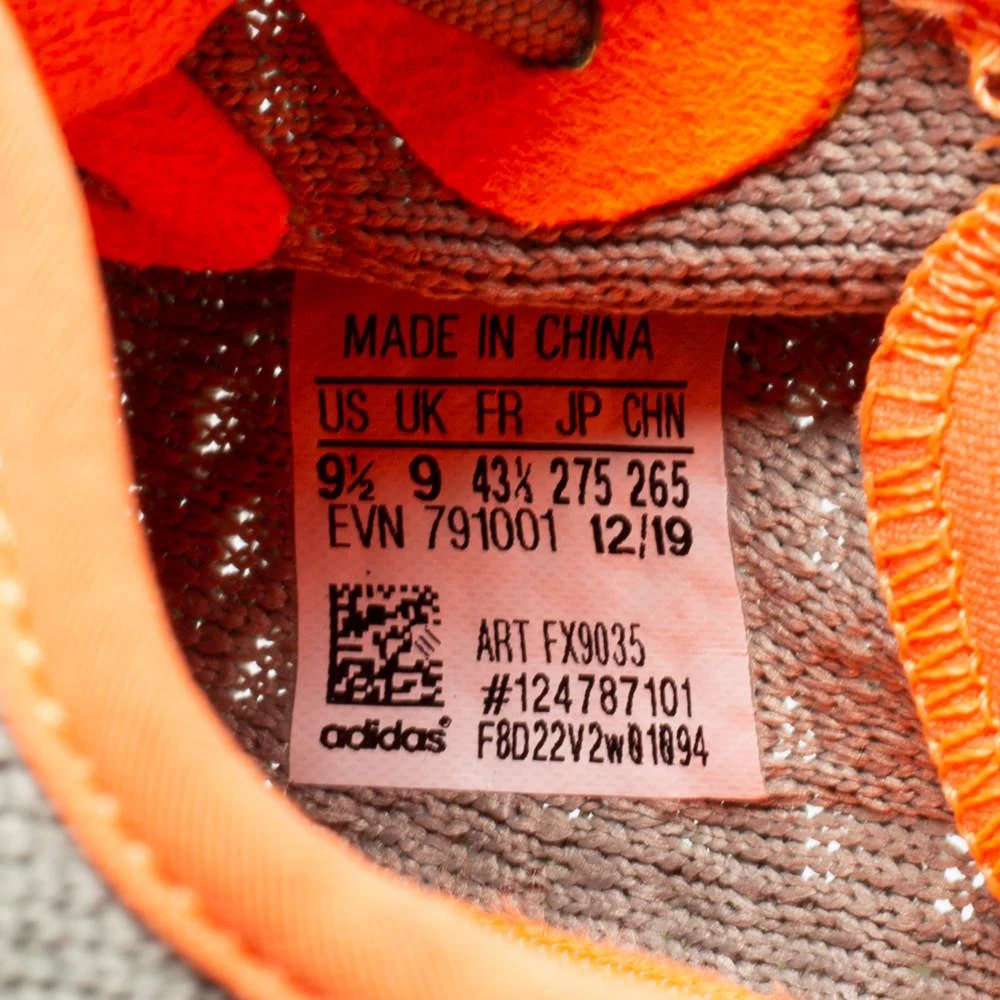 MADE IN CHINA
US UK FR JP CHN
9½ 9 43⅓ 275 265
EVN 791001 12/19
ART FX9035
#124787101
adidas® F8D22V2w01094